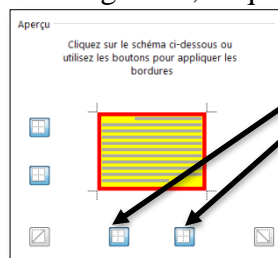 Aperçu
Cliquez sur le schéma ci-dessous ou
utilisez les boutons pour appliquer les
bordures